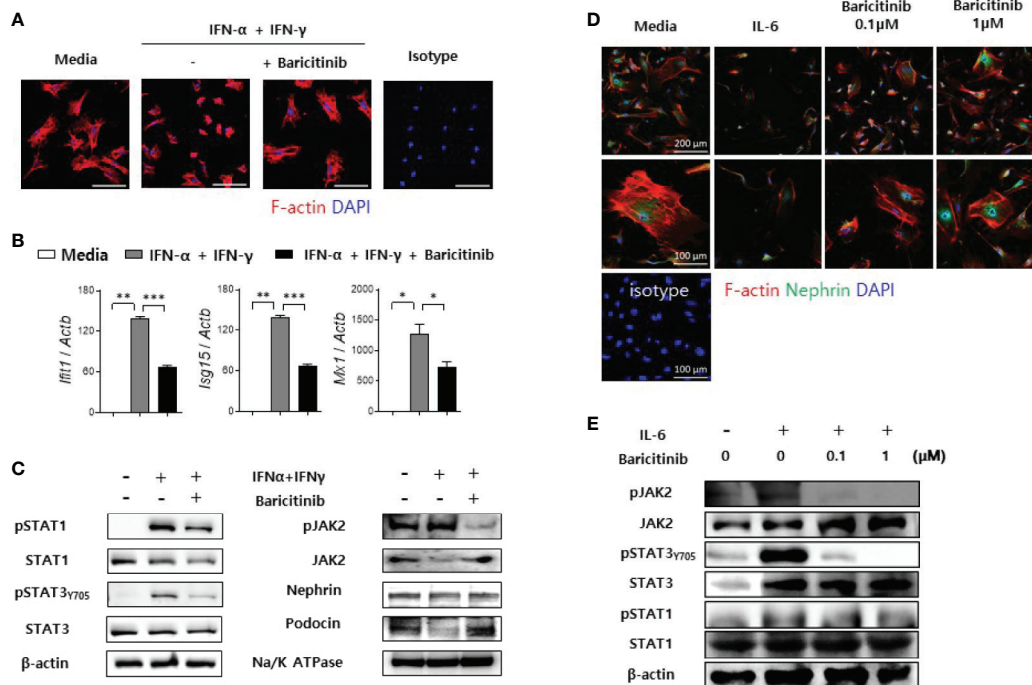 A
IFN-α + IFN-γ
Media
-
+ Baricitinib
Isotype
F-actin DAPI
B
Media
IFN-α + IFN-γ
IFN-α + IFN-γ + Baricitinib
Ifit1 / Actb
180
120
60
0
** ***
Isg15 / Actb
180
120
60
0
** ***
Mx1 / Actb
1500
1000
500
0
* *
C
- + +
- - +
pSTAT1
STAT1
pSTAT3Y705
STAT3
β-actin
IFNα+IFNγ
Baricitinib
- + +
- - +
pJAK2
JAK2
Nephrin
Podocin
Na/K ATPase
D
Media
IL-6
Baricitinib 0.1μM
Baricitinib 1μM
200 μm
100 μm
isotype
100 μm
F-actin Nephrin DAPI
E
IL-6 - + + +
Baricitinib 0 0 0.1 1 (μM)
pJAK2
JAK2
pSTAT3Y705
STAT3
pSTAT1
STAT1
β-actin